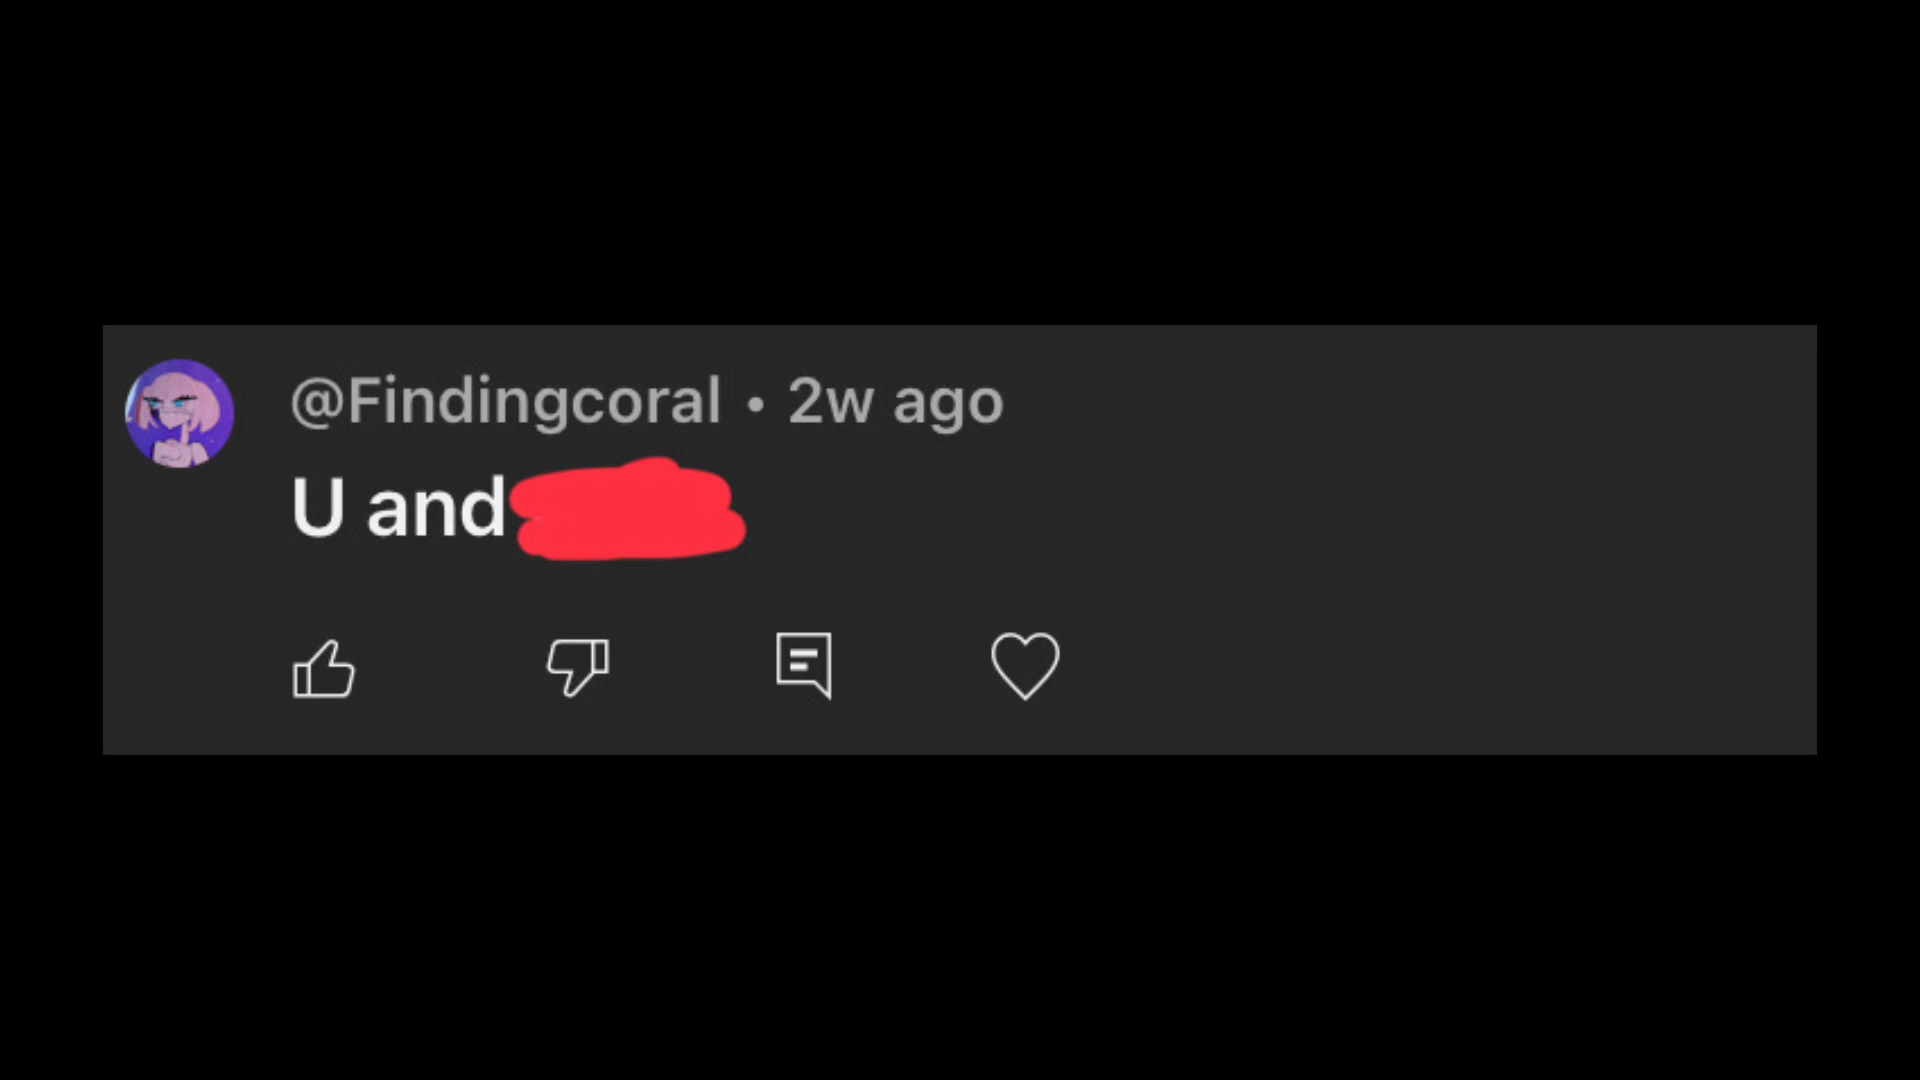 @Findingcoral • 2w ago
U and